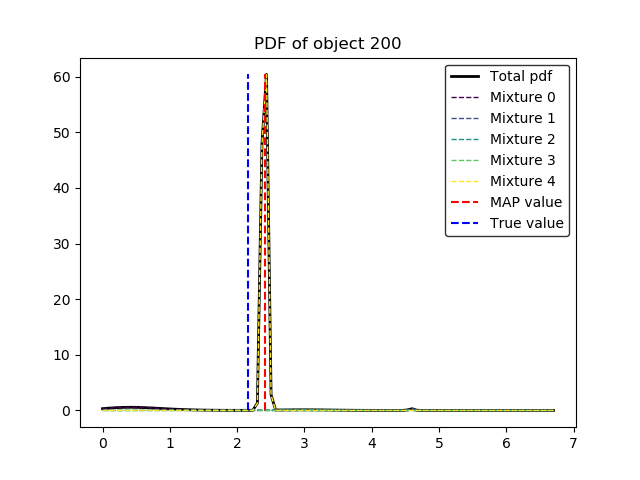 PDF of object 200
Total pdf
Mixture 0
Mixture 1
Mixture 2
Mixture 3
Mixture 4
MAP value
True value
60
50
40
30
20
10
0
0 1 2 3 4 5 6 7